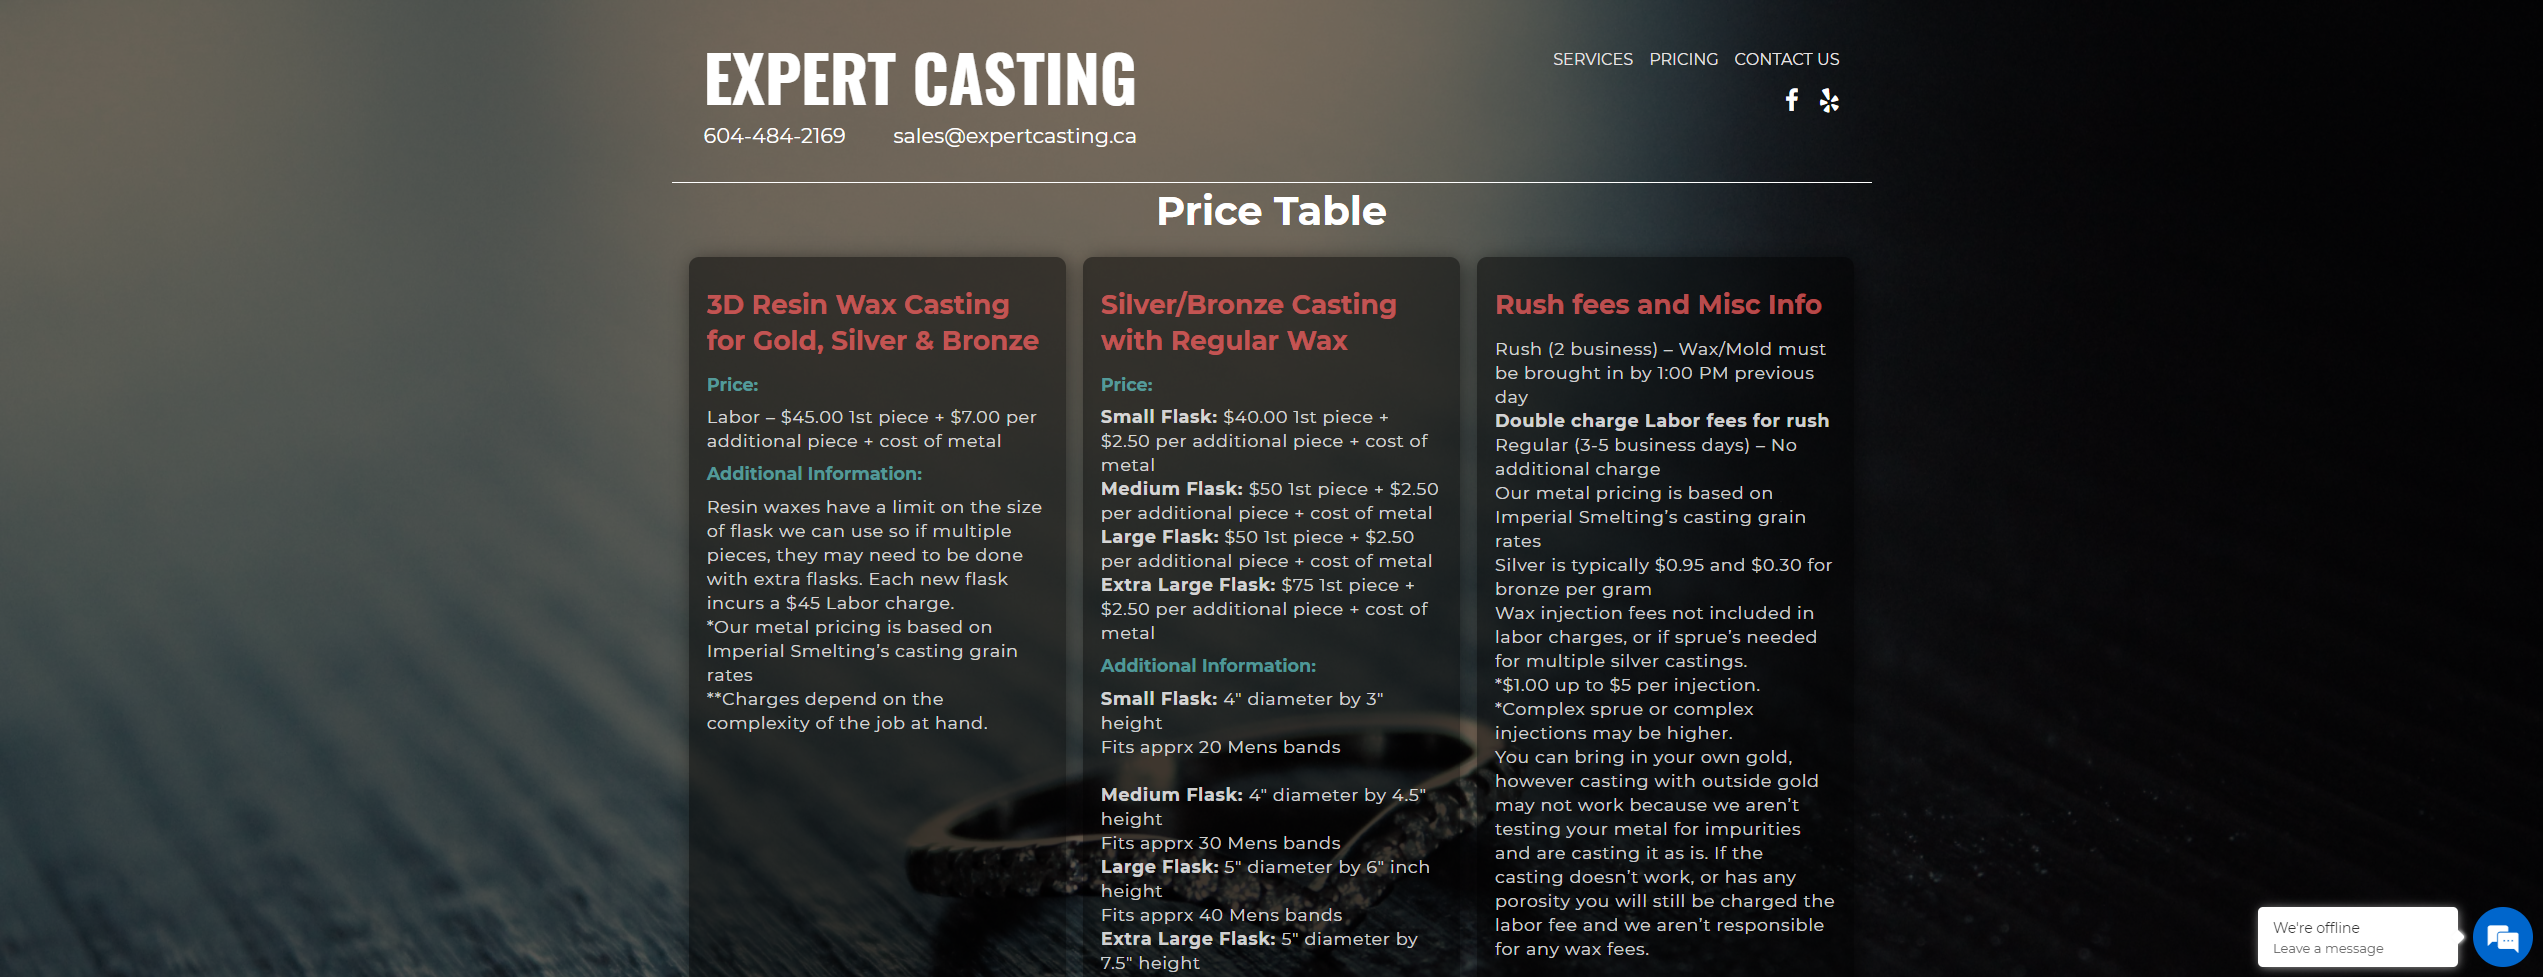 EXPERT CASTING
604-484-2169 sales@expertcasting.ca
SERVICES PRICING CONTACT US
Price Table
3D Resin Wax Casting
for Gold, Silver & Bronze
Price:
Labor – $45.00 1st piece + $7.00 per
additional piece + cost of metal
Additional Information:
Resin waxes have a limit on the size
of flask we can use so if multiple
pieces, they may need to be done
with extra flasks. Each new flask
incurs a $45 Labor charge.
*Our metal pricing is based on
Imperial Smelting’s casting grain
rates
**Charges depend on the
complexity of the job at hand.
Silver/Bronze Casting
with Regular Wax
Price:
Small Flask: $40.00 1st piece +
$2.50 per additional piece + cost of
metal
Medium Flask: $50 1st piece + $2.50
per additional piece + cost of metal
Large Flask: $50 1st piece + $2.50
per additional piece + cost of metal
Extra Large Flask: $75 1st piece +
$2.50 per additional piece + cost of
metal
Additional Information:
Small Flask: 4" diameter by 3"
height
Fits apprx 20 Mens bands
Medium Flask: 4" diameter by 4.5"
height
Fits apprx 30 Mens bands
Large Flask: 5" diameter by 6" inch
height
Fits apprx 40 Mens bands
Extra Large Flask: 5" diameter by
7.5" height
Rush fees and Misc Info
Rush (2 business) – Wax/Mold must
be brought in by 1:00 PM previous
day
Double charge Labor fees for rush
Regular (3-5 business days) – No
additional charge
Our metal pricing is based on
Imperial Smelting’s casting grain
rates
Silver is typically $0.95 and $0.30 for
bronze per gram
Wax injection fees not included in
labor charges, or if sprue’s needed
for multiple silver castings.
*$1.00 up to $5 per injection.
*Complex sprue or complex
injections may be higher.
You can bring in your own gold,
however casting with outside gold
may not work because we aren’t
testing your metal for impurities
and are casting it as is. If the
casting doesn’t work, or has any
porosity you will still be charged the
labor fee and we aren’t responsible
for any wax fees.
We're offline
Leave a message